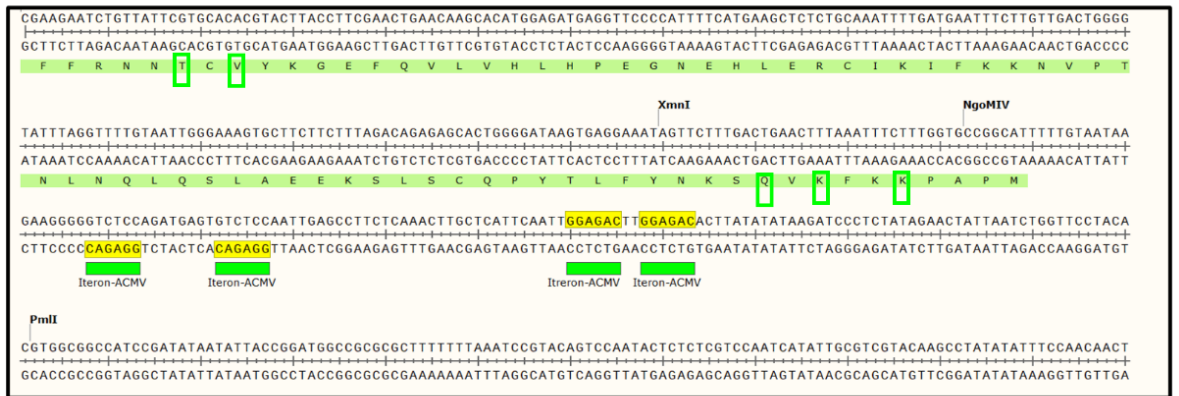 CGAAGAATCTGTTATTCGTGCACACGTACTTACCTTCGAACTGAACAAGCACATGGAGATGAGGTTCCCCATTTTCATGAAGCTCTCTGCAAATTTTGATGAATTTCTTGTTGACTGGGG
GCTTCTTAGACAATAAGCACGTGTGCATGAATGGAAGCTTGACTTGTTCGTGTACCTCTACTCCAAGGGGTAAAAGTACTTCGAGAGACGTTTAAAACTACTTAAAGAACAACTGACCCC
F F R N N T C V Y K G E F Q V L V H L H P E G N E H L E R C I K I F K K N V P T
XmnI NgoMIV
TATTTAGGTTTTGTAATTGGGAAAGTGCTTCTTCTTTAGACAGAGAGCACTGGGGATAAGTGAGGAAATAGTTCTTTGACTGAACTTTAAATTTCTTTGGTGCCGGCATTTTTGTAATAA
ATAAATCCAAAACATTAACCCTTTCACGAAGAAGAAATCTGTCTCTCGTGACCCCTATTCACTCCTTTATCAAGAAACTGACTTGAAATTTAAAGAAACCACGGCCGTAAAAACATTATT
N L N Q L Q S L A E E K S L S C Q P Y T L F Y N K S Q V K F K K P A P M
GAAGGGGGTCTCCAGATGAGTGTCTCCAATTGAGCCTTCTCAAACTTGCTCATTCAATTGGAGACTTGGAGACACTTATATATAAGATCCCTCTATAGAACTATTAATCTGGTTCCTACA
CTTCCCCCAGAGGTCTACTCACAGAGGTTAACTCGGAAGAGTTTGAACGAGTAAGTTAACCTCTGAACCTCTGTGAATATATATTCTAGGGAGATATCTTGATAATTAGACCAAGGATGT
Iteron-ACMV Iteron-ACMV Itreron-ACMV Iteron-ACMV
PmlI
CGTGGCGGCCATCCGATATAATATTACCGGATGGCCGCGCGCTTTTTTTAAATCCGTACAGTCCAATACTCTCTCGTCCAATCATATTGCGTCGTACAAGCCTATATATTTCCAACAACT
GCACCGCCGGTAGGCTATATTATAATGGCCTACCGGCGCGCGAAAAAAATTTAGGCATGTCAGGTTATGAGAGAGCAGGTTAGTATAACGCAGCATGTTCGGATATATAAAGGTTGTTGA